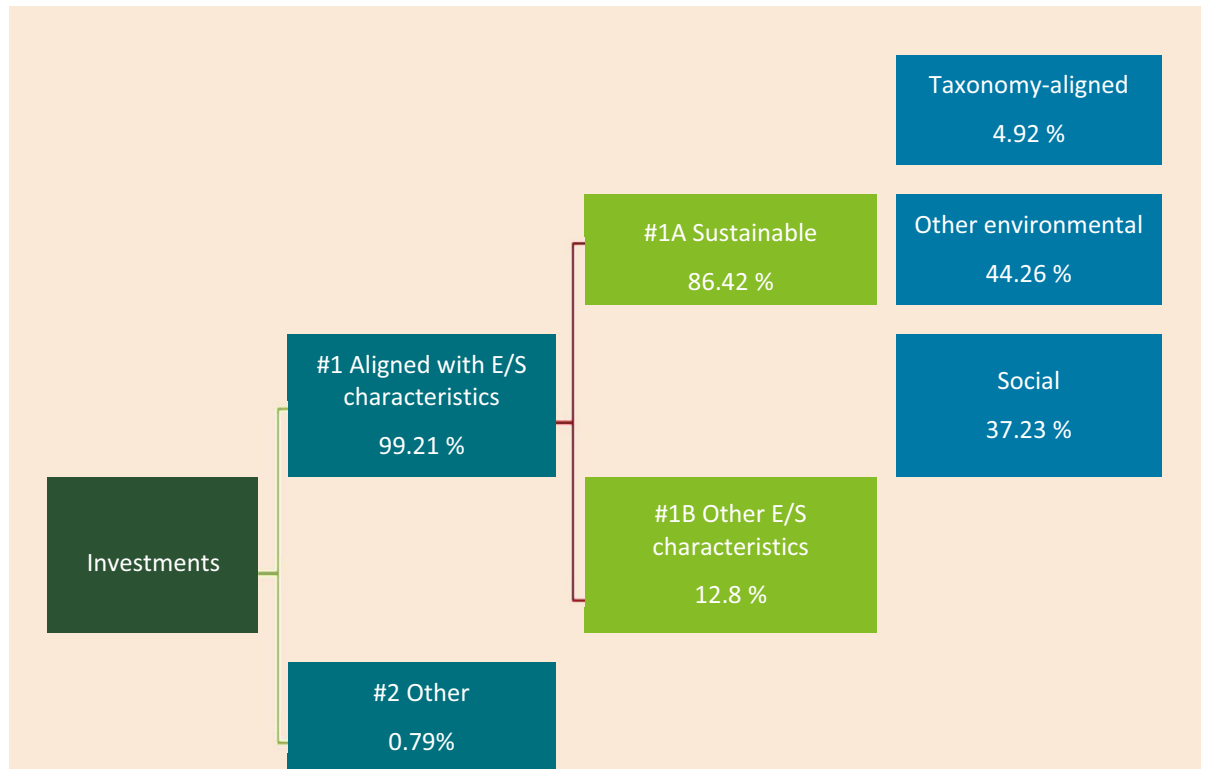 Taxonomy-aligned
4.92 %
#1A Sustainable
86.42 %
Other environmental
44.26 %
#1 Aligned with E/S
characteristics
99.21 %
Social
37.23 %
Investments
#1B Other E/S
characteristics
12.8 %
#2 Other
0.79%